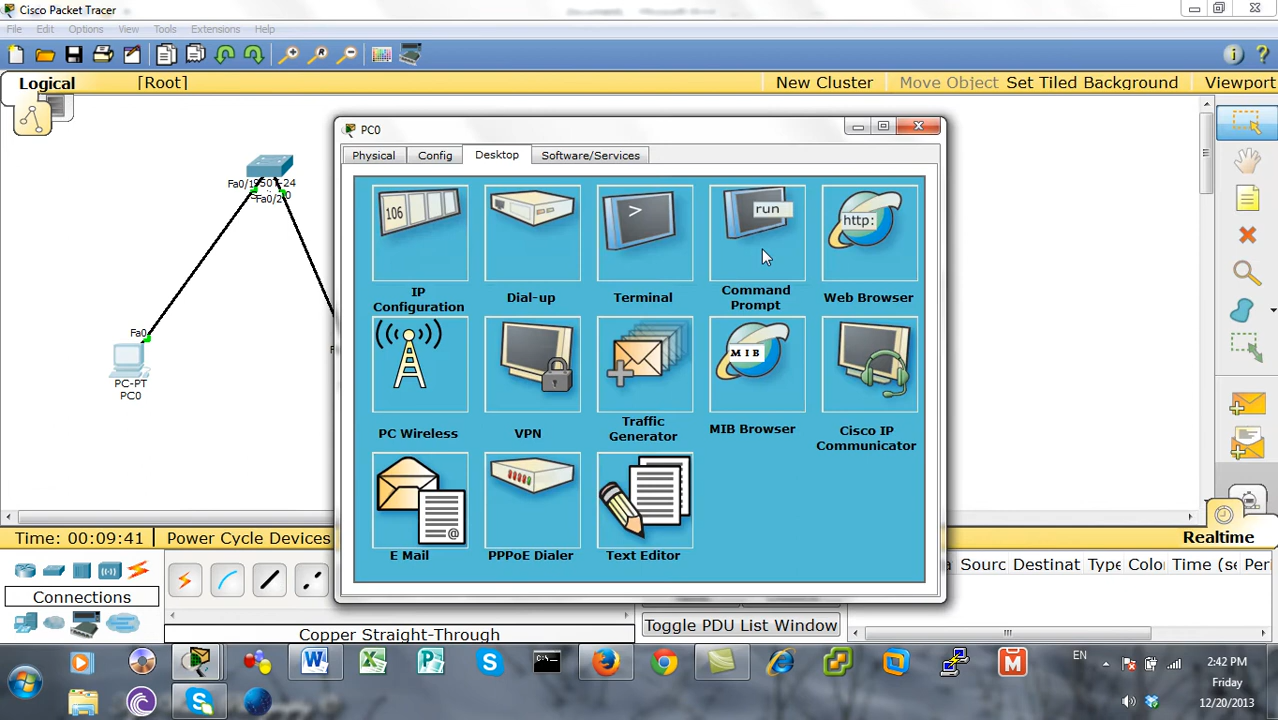 Cisco Packet Tracer
File Edit Options View Tools Extensions Help
Logical [Root] New Cluster Move Object Set Tiled Background Viewport
PC0
Physical Config Desktop Software/Services
106
>
run
http:
IP Configuration
Dial-up
Terminal
Command Prompt
Web Browser
MIB
PC Wireless
VPN
Traffic Generator
MIB Browser
Cisco IP Communicator
@
E Mail
PPPoE Dialer
Text Editor
Fa0/1
950
-24
Fa0/2
Fa0
PC-PT
PC0
Time: 00:09:41 Power Cycle Devices
Realtime
Connections
Copper Straight-Through
Toggle PDU List Window
Sourc Destinat Type Colo Time (se Peri
EN
2:42 PM
Friday
12/20/2013